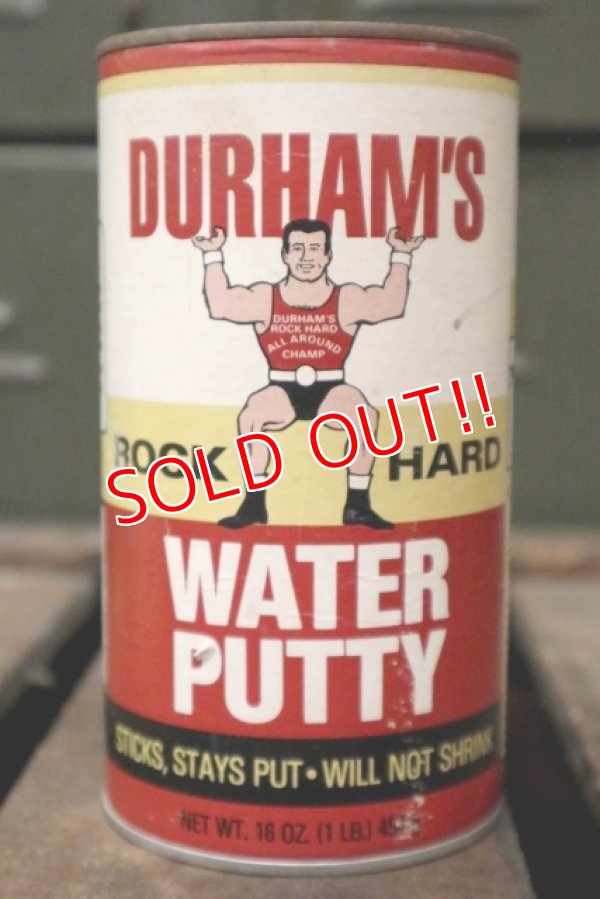 DURHAM'S
DURHAM'S
ROCK HARD
ALL AROUND
CHAMP
ROCK HARD
SOLD OUT!!
WATER
PUTTY
STICKS, STAYS PUT • WILL NOT SHRINK
NET WT. 16 OZ. (1 LB.)